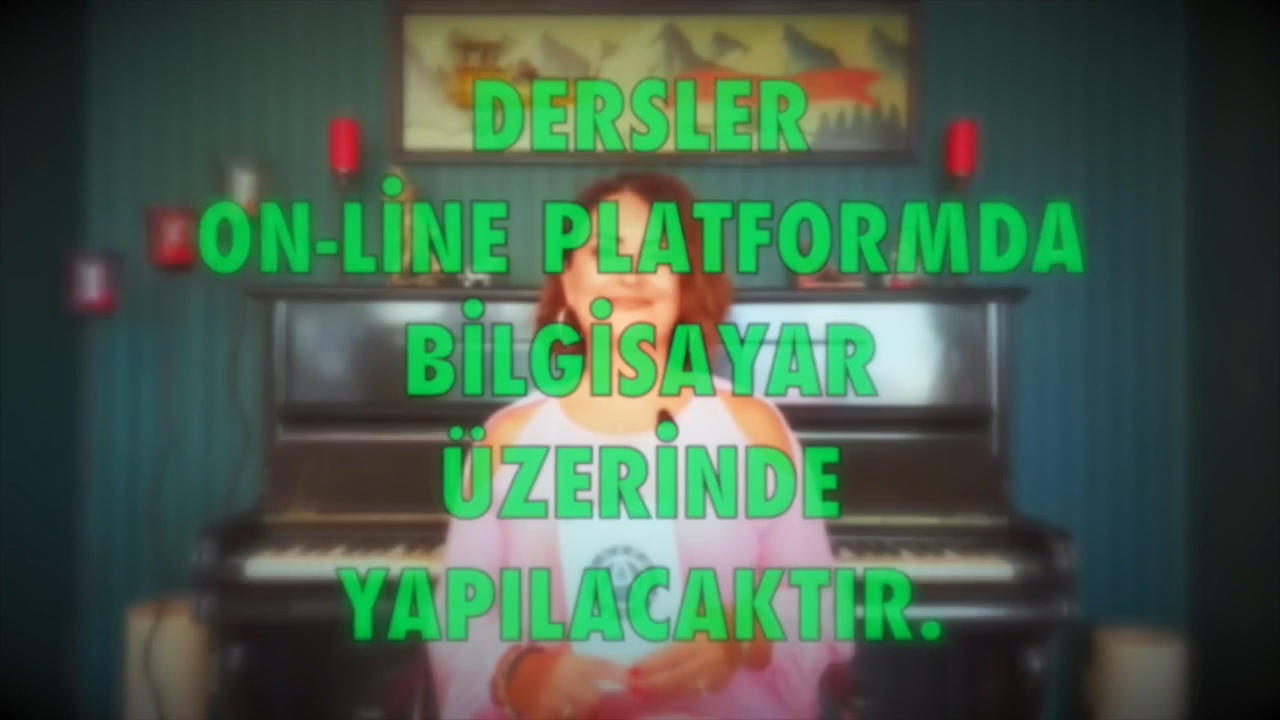 DERSLER
ON-LİNE PLATFORMDA
BİLGİSAYAR
ÜZERİNDE
YAPILACAKTIR.